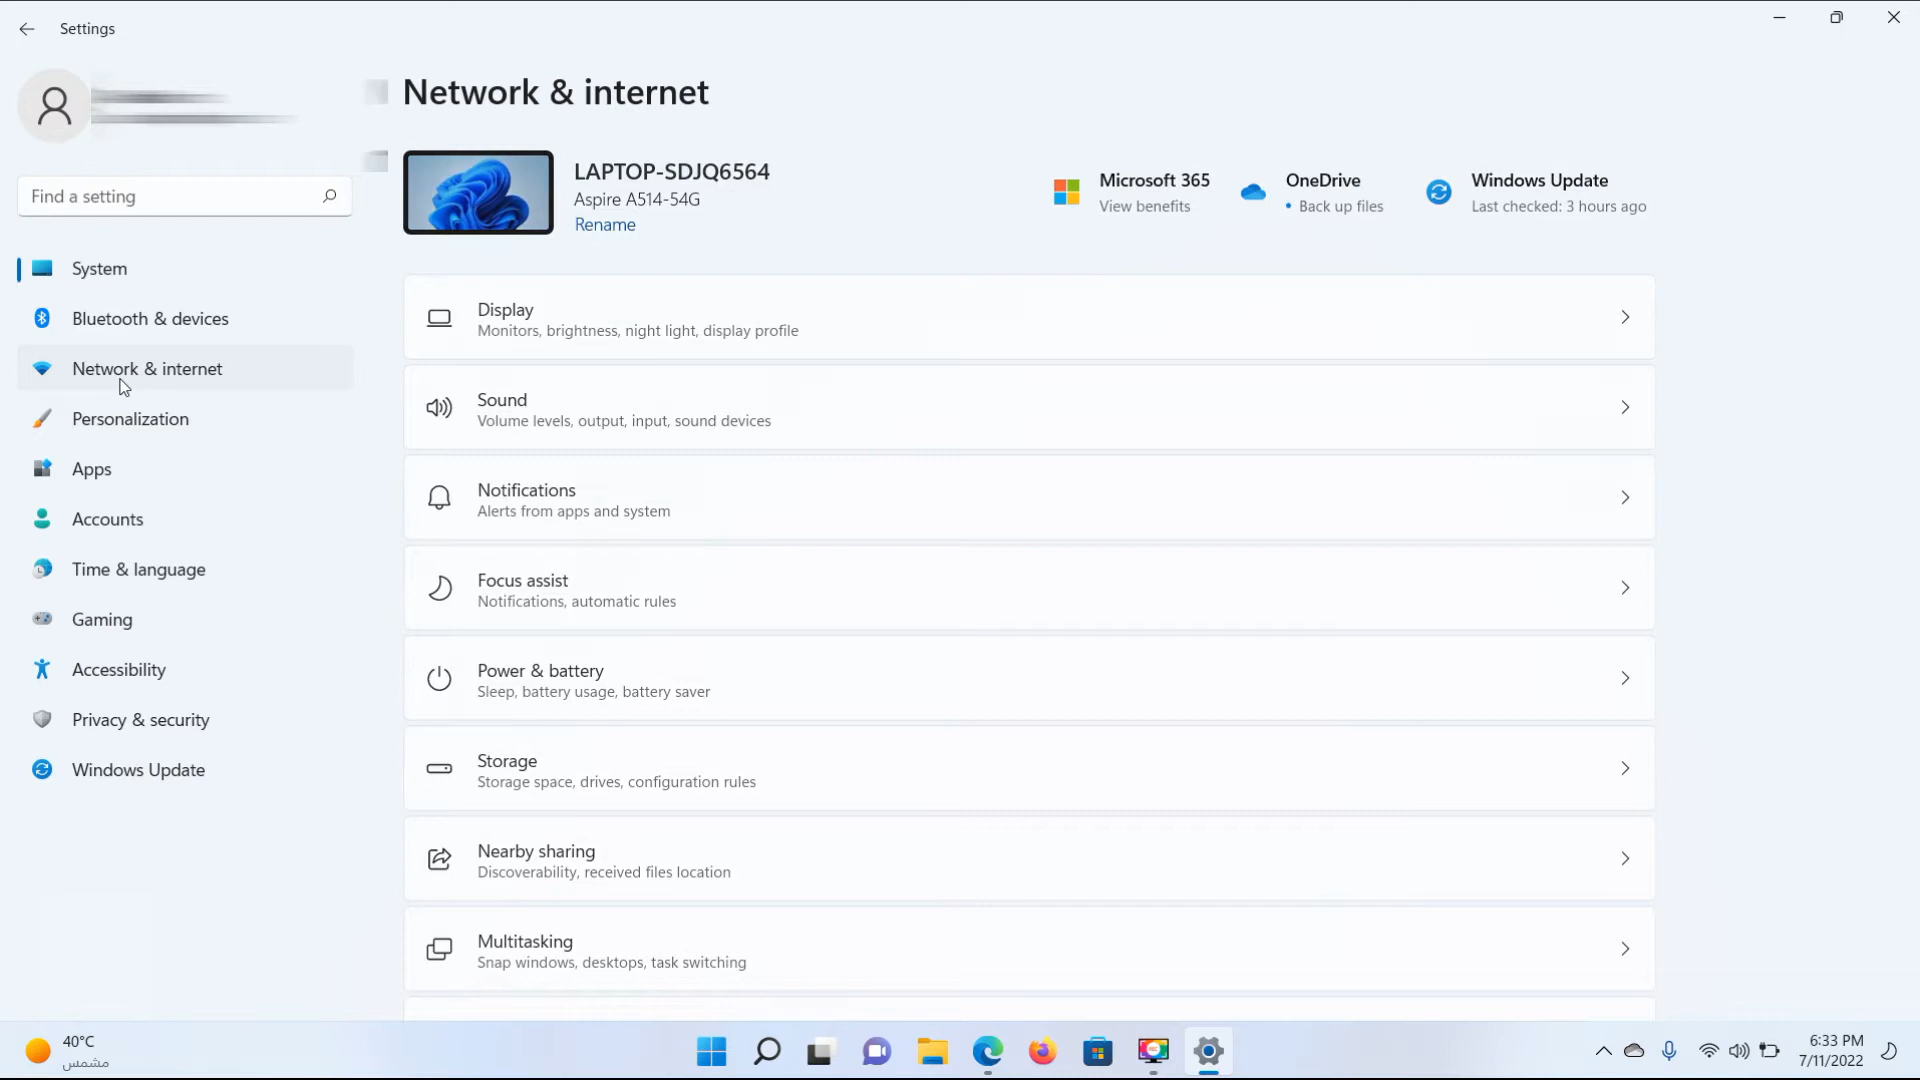 Settings
Network & internet
Find a setting
System
Bluetooth & devices
Network & internet
Personalization
Apps
Accounts
Time & language
Gaming
Accessibility
Privacy & security
Windows Update
LAPTOP-SDJQ6564
Aspire A514-54G
Rename
Microsoft 365
View benefits
OneDrive
• Back up files
Windows Update
Last checked: 3 hours ago
Display
Monitors, brightness, night light, display profile
Sound
Volume levels, output, input, sound devices
Notifications
Alerts from apps and system
Focus assist
Notifications, automatic rules
Power & battery
Sleep, battery usage, battery saver
Storage
Storage space, drives, configuration rules
Nearby sharing
Discoverability, received files location
Multitasking
Snap windows, desktops, task switching
40°C
مشمس
6:33 PM
7/11/2022